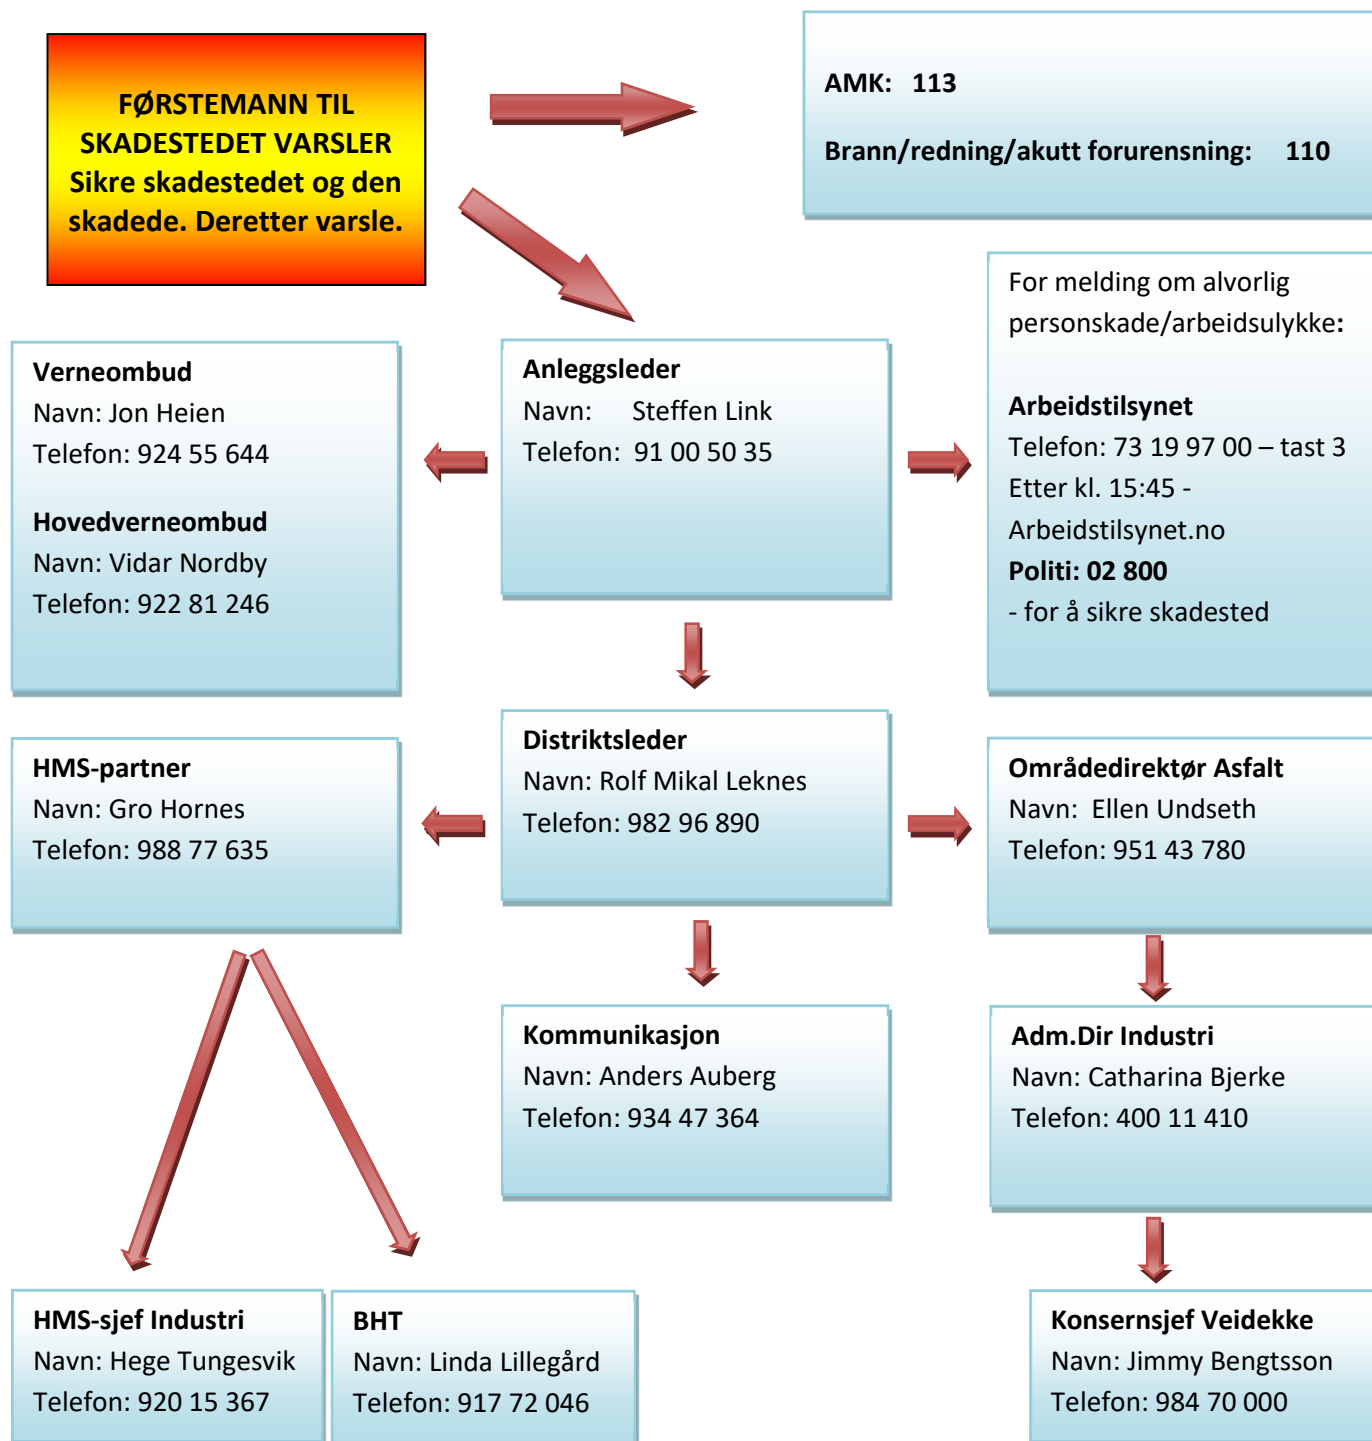 FØRSTEMANN TIL
SKADESTEDET VARSLER
Sikre skadestedet og den
skadede. Deretter varsle.
AMK: 113
Brann/redning/akutt forurensning: 110
Verneombud
Navn: Jon Heien
Telefon: 924 55 644
Hovedverneombud
Navn: Vidar Nordby
Telefon: 922 81 246
Anleggsleder
Navn: Steffen Link
Telefon: 91 00 50 35
For melding om alvorlig
personskade/arbeidsulykke:
Arbeidstilsynet
Telefon: 73 19 97 00 – tast 3
Etter kl. 15:45 -
Arbeidstilsynet.no
Politi: 02 800
- for å sikre skadested
HMS-partner
Navn: Gro Hornes
Telefon: 988 77 635
Distriktsleder
Navn: Rolf Mikal Leknes
Telefon: 982 96 890
Områdedirektør Asfalt
Navn: Ellen Undseth
Telefon: 951 43 780
Kommunikasjon
Navn: Anders Auberg
Telefon: 934 47 364
Adm.Dir Industri
Navn: Catharina Bjerke
Telefon: 400 11 410
HMS-sjef Industri
Navn: Hege Tungesvik
Telefon: 920 15 367
BHT
Navn: Linda Lillegård
Telefon: 917 72 046
Konsernsjef Veidekke
Navn: Jimmy Bengtsson
Telefon: 984 70 000